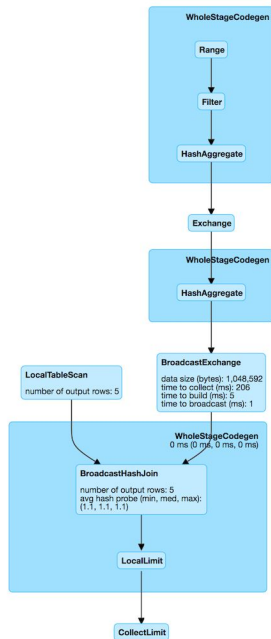 WholeStageCodegen
Range
Filter
HashAggregate
Exchange
WholeStageCodegen
HashAggregate
BroadcastExchange
data size (bytes): 1,048,592
time to collect (ms): 206
time to build (ms): 5
time to broadcast (ms): 1
LocalTableScan
number of output rows: 5
WholeStageCodegen
0 ms (0 ms, 0 ms, 0 ms)
BroadcastHashJoin
number of output rows: 5
avg hash probe (min, med, max):
(1.1, 1.1, 1.1)
LocalLimit
CollectLimit